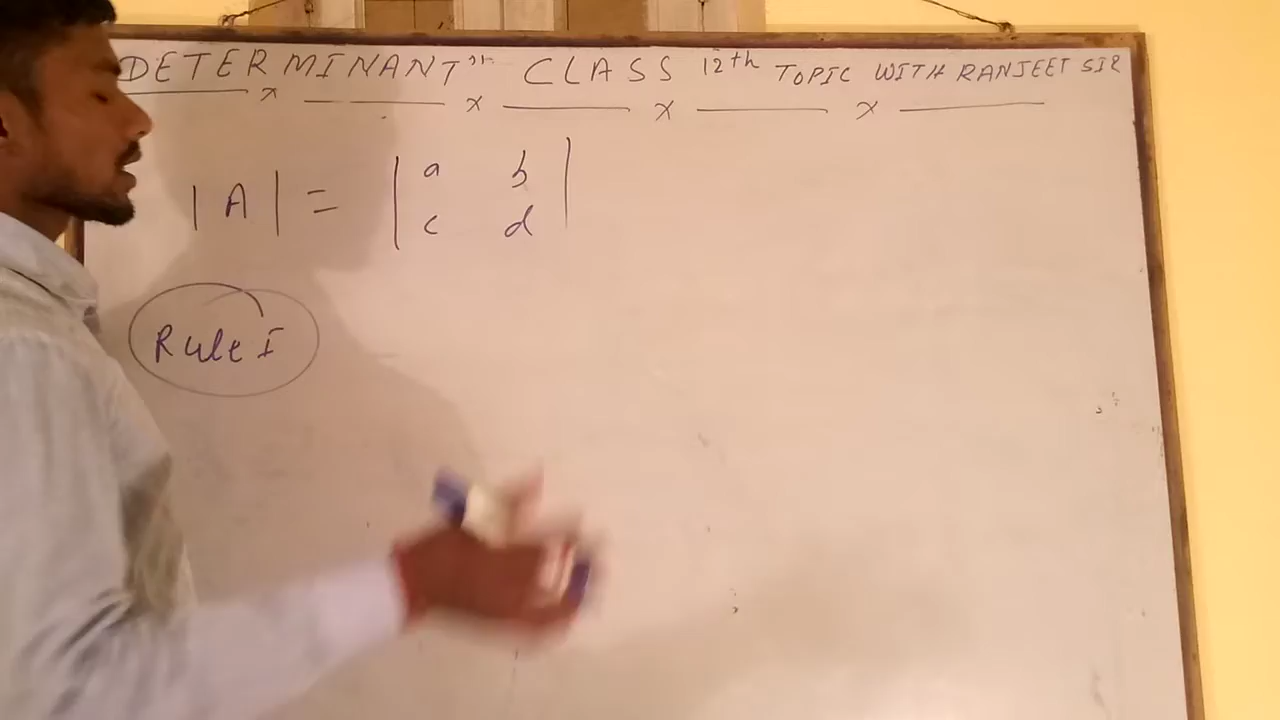 DETERMINANT CLASS 12th TOPIC WITH RANJEET SIR
x x x x
|A| = | a b |
| c d |
Rule I